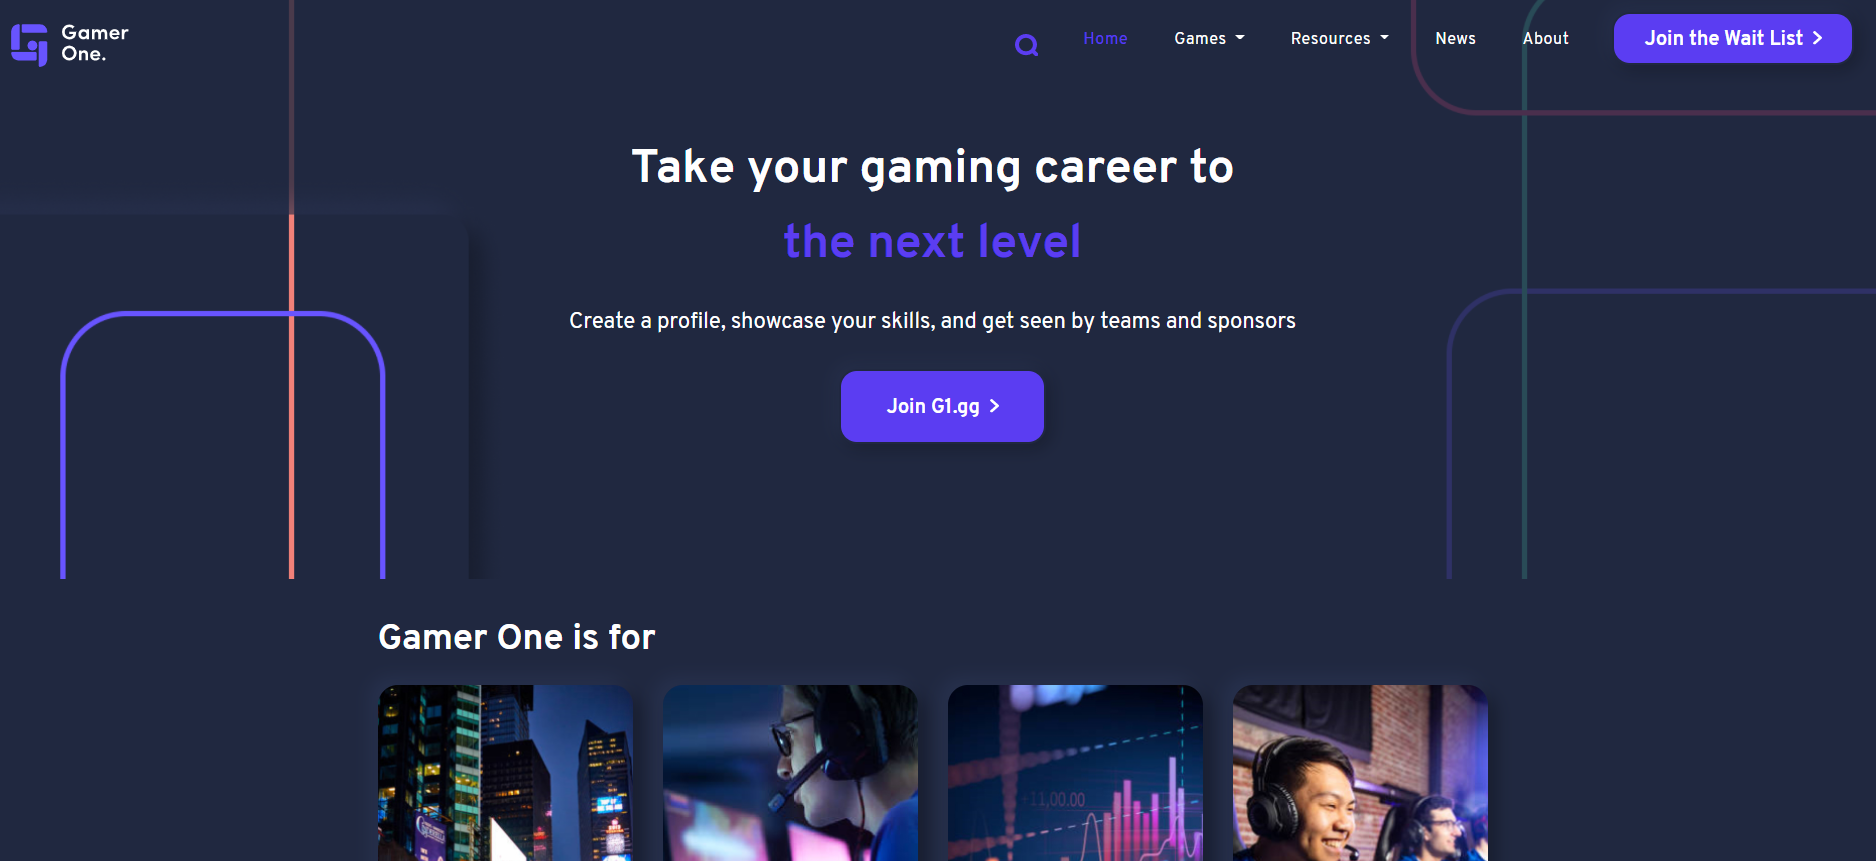 Gamer
One.
Home
Games
Resources
News
About
Join the Wait List
Take your gaming career to
the next level
Create a profile, showcase your skills, and get seen by teams and sponsors
Join G1.gg
Gamer One is for
+11,00.00